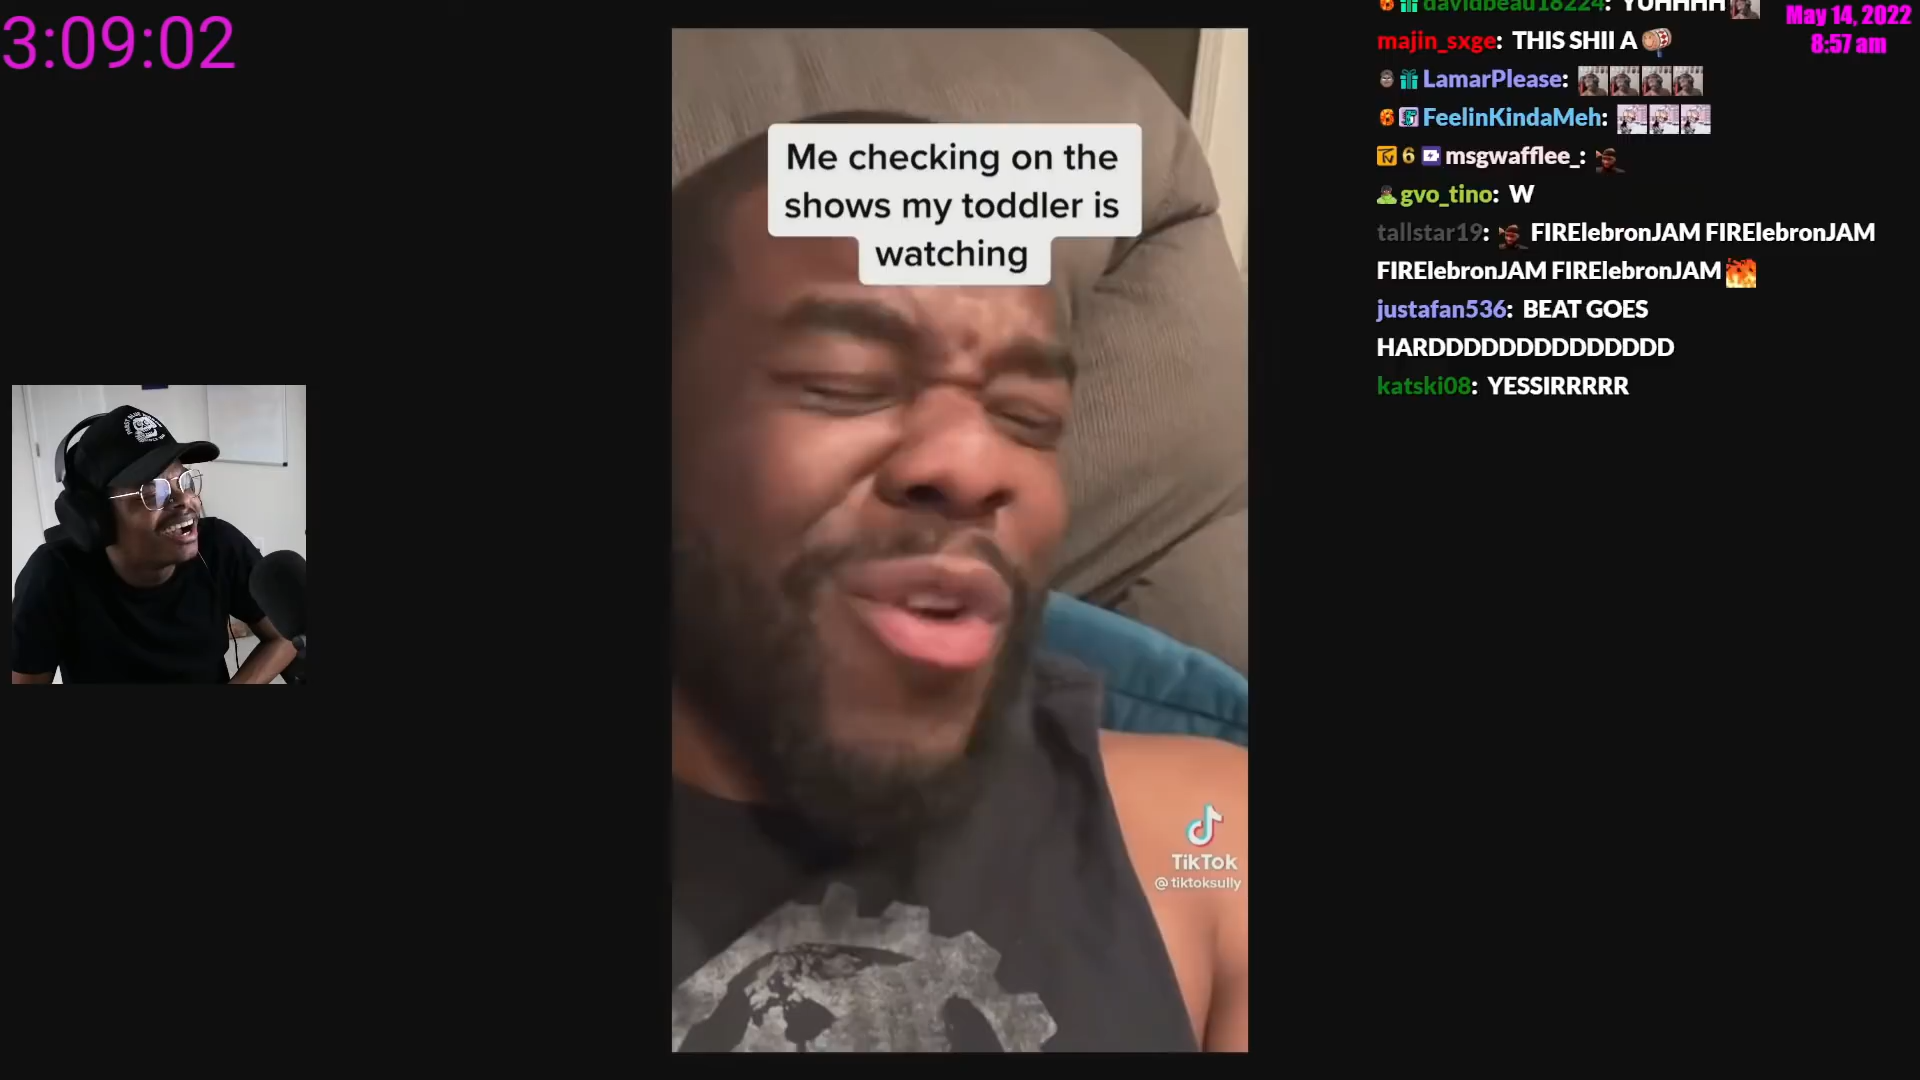 3:09:02
Me checking on the
shows my toddler is
watching
TikTok
@tiktoksully
davidbeau18224: YUHHHH
majin_sxge: THIS SHII A
LamarPlease:
FeelinKindaMeh:
6 msgwafflee_:
gvo_tino: W
tallstar19: FIRElebronJAM FIRElebronJAM
FIRElebronJAM FIRElebronJAM
justafan536: BEAT GOES
HARDDDDDDDDDDDDDD
katski08: YESSIRRRRR
May 14, 2022
8:57 am